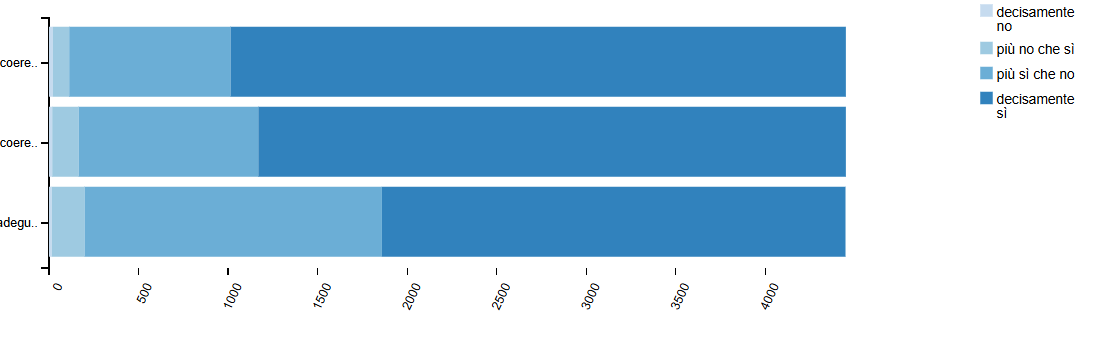 decisamente
no
più no che sì
più sì che no
decisamente
sì
coere..
coere..
adegu..
0
500
1000
1500
2000
2500
3000
3500
4000